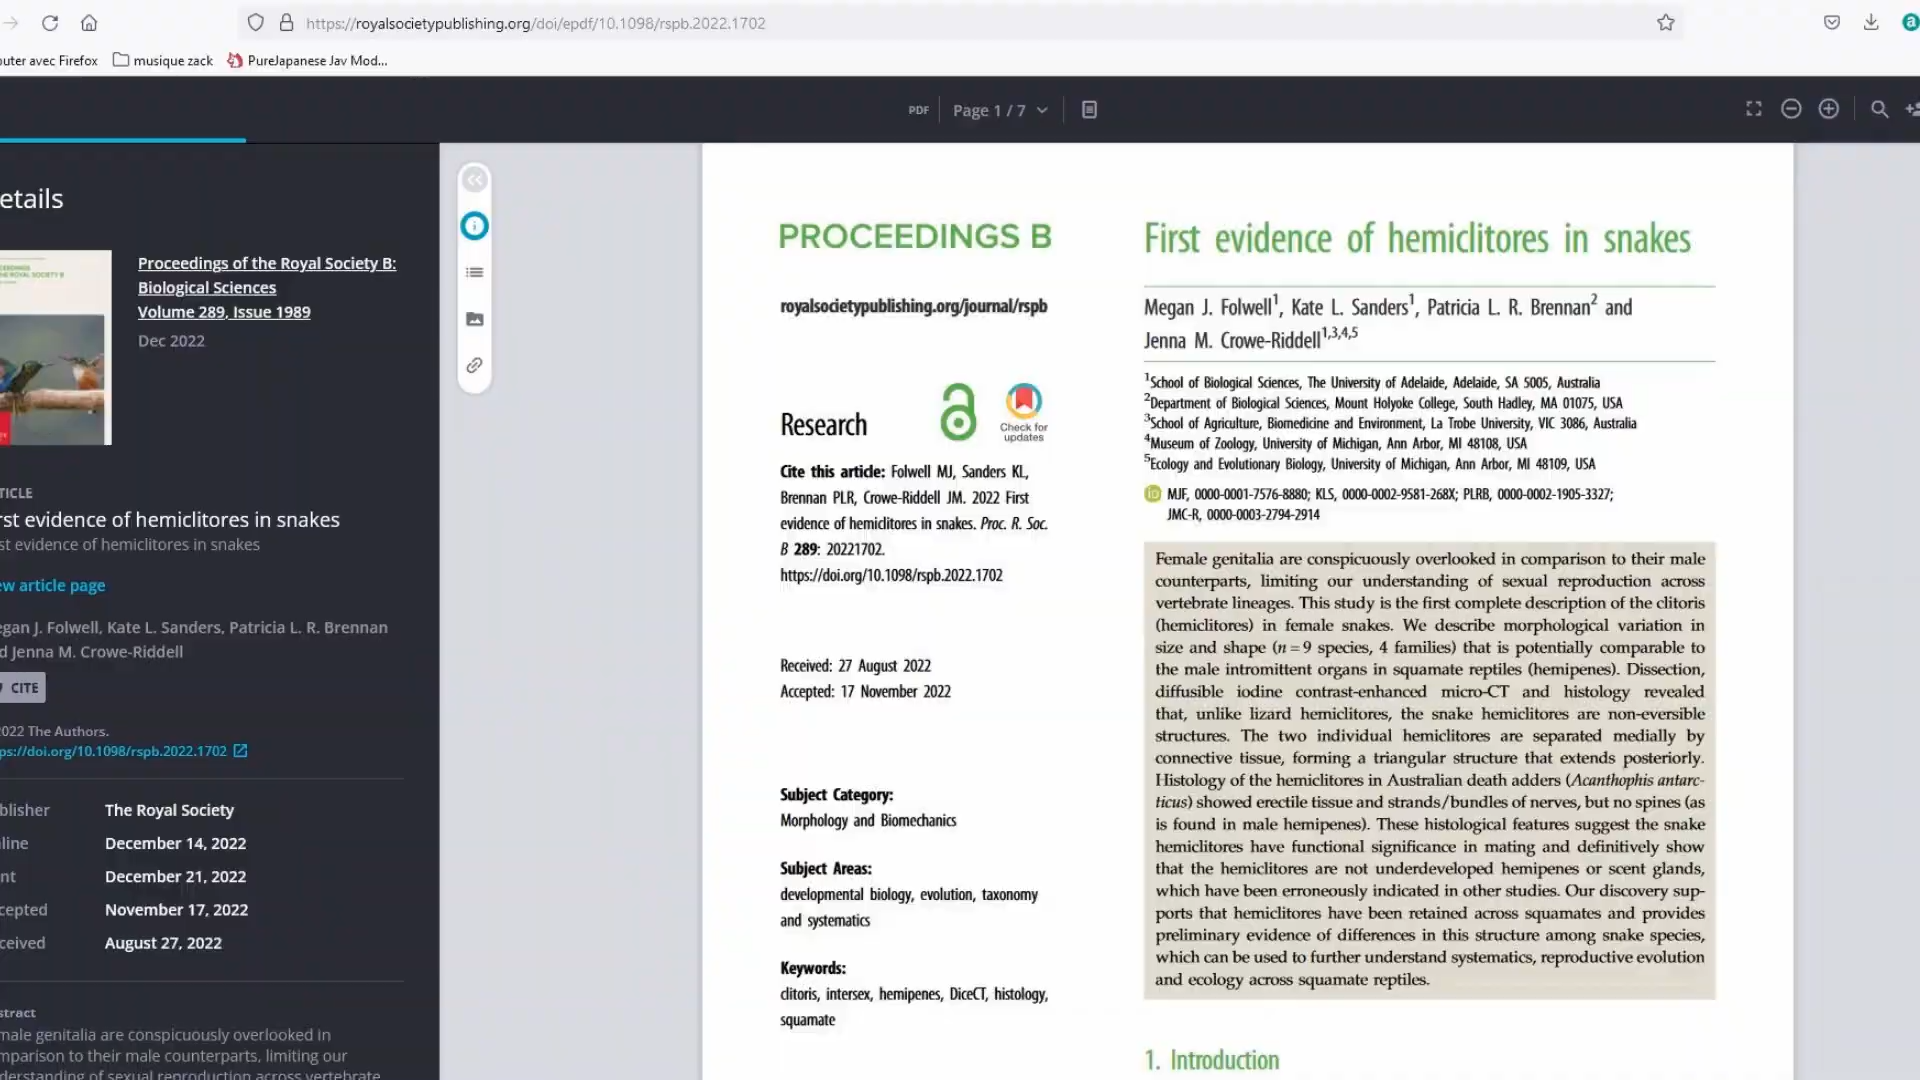 https://royalsocietypublishing.org/doi/epdf/10.1098/rspb.2022.1702
outer avec Firefox
musique zack
PureJapanese Jav Mod...
PDF
Page 1 / 7
etails
Proceedings of the Royal Society B:
Biological Sciences
Volume 289, Issue 1989
Dec 2022
TICLE
rst evidence of hemiclitores in snakes
st evidence of hemiclitores in snakes
ew article page
egan J. Folwell, Kate L. Sanders, Patricia L. R. Brennan
d Jenna M. Crowe-Riddell
CITE
2022 The Authors.
ps://doi.org/10.1098/rspb.2022.1702
blisher The Royal Society
line December 14, 2022
nt December 21, 2022
cepted November 17, 2022
ceived August 27, 2022
stract
male genitalia are conspicuously overlooked in
mparison to their male counterparts, limiting our
derstanding of sexual reproduction across vertebrate
PROCEEDINGS B
royalsocietypublishing.org/journal/rspb
Research
Check for
updates
Cite this article: Folwell MJ, Sanders KL,
Brennan PLR, Crowe-Riddell JM. 2022 First
evidence of hemiclitores in snakes. Proc. R. Soc.
B 289: 20221702.
https://doi.org/10.1098/rspb.2022.1702
Received: 27 August 2022
Accepted: 17 November 2022
Subject Category:
Morphology and Biomechanics
Subject Areas:
developmental biology, evolution, taxonomy
and systematics
Keywords:
clitoris, intersex, hemipenes, DiceCT, histology,
squamate
First evidence of hemiclitores in snakes
Megan J. Folwell1, Kate L. Sanders1, Patricia L. R. Brennan2 and
Jenna M. Crowe-Riddell1,3,4,5
1School of Biological Sciences, The University of Adelaide, Adelaide, SA 5005, Australia
2Department of Biological Sciences, Mount Holyoke College, South Hadley, MA 01075, USA
3School of Agriculture, Biomedicine and Environment, La Trobe University, VIC 3086, Australia
4Museum of Zoology, University of Michigan, Ann Arbor, MI 48108, USA
5Ecology and Evolutionary Biology, University of Michigan, Ann Arbor, MI 48109, USA
iD MJF, 0000-0001-7576-8880; KLS, 0000-0002-9581-268X; PLRB, 0000-0002-1905-3327;
JMC-R, 0000-0003-2794-2914
Female genitalia are conspicuously overlooked in comparison to their male
counterparts, limiting our understanding of sexual reproduction across
vertebrate lineages. This study is the first complete description of the clitoris
(hemiclitores) in female snakes. We describe morphological variation in
size and shape (n = 9 species, 4 families) that is potentially comparable to
the male intromittent organs in squamate reptiles (hemipenes). Dissection,
diffusible iodine contrast-enhanced micro-CT and histology revealed
that, unlike lizard hemiclitores, the snake hemiclitores are non-eversible
structures. The two individual hemiclitores are separated medially by
connective tissue, forming a triangular structure that extends posteriorly.
Histology of the hemiclitores in Australian death adders (Acanthophis antarc-
ticus) showed erectile tissue and strands/bundles of nerves, but no spines (as
is found in male hemipenes). These histological features suggest the snake
hemiclitores have functional significance in mating and definitively show
that the hemiclitores are not underdeveloped hemipenes or scent glands,
which have been erroneously indicated in other studies. Our discovery sup-
ports that hemiclitores have been retained across squamates and provides
preliminary evidence of differences in this structure among snake species,
which can be used to further understand systematics, reproductive evolution
and ecology across squamate reptiles.
1. Introduction